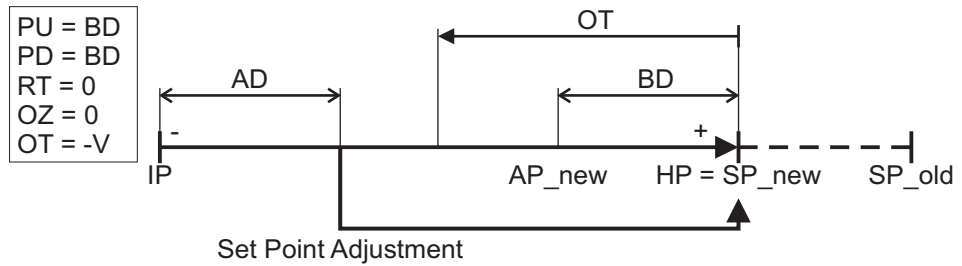 PU = BD
PD = BD
RT = 0
OZ = 0
OT = -V
OT
AD
BD
-
+
IP
AP_new
HP = SP_new
SP_old
Set Point Adjustment